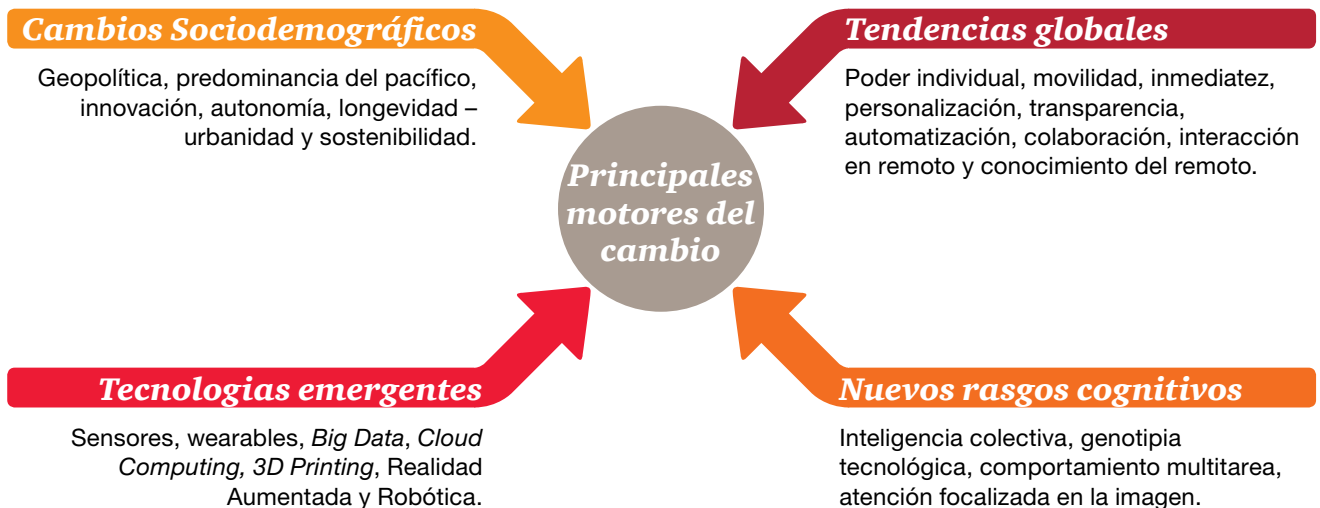 Cambios Sociodemográficos
Geopolítica, predominancia del pacífico,
innovación, autonomía, longevidad –
urbanidad y sostenibilidad.
Tendencias globales
Poder individual, movilidad, inmediatez,
personalización, transparencia,
automatización, colaboración, interacción
en remoto y conocimiento del remoto.
Principales
motores del
cambio
Tecnologias emergentes
Sensores, wearables, Big Data, Cloud
Computing, 3D Printing, Realidad
Aumentada y Robótica.
Nuevos rasgos cognitivos
Inteligencia colectiva, genotipia
tecnológica, comportamiento multitarea,
atención focalizada en la imagen.